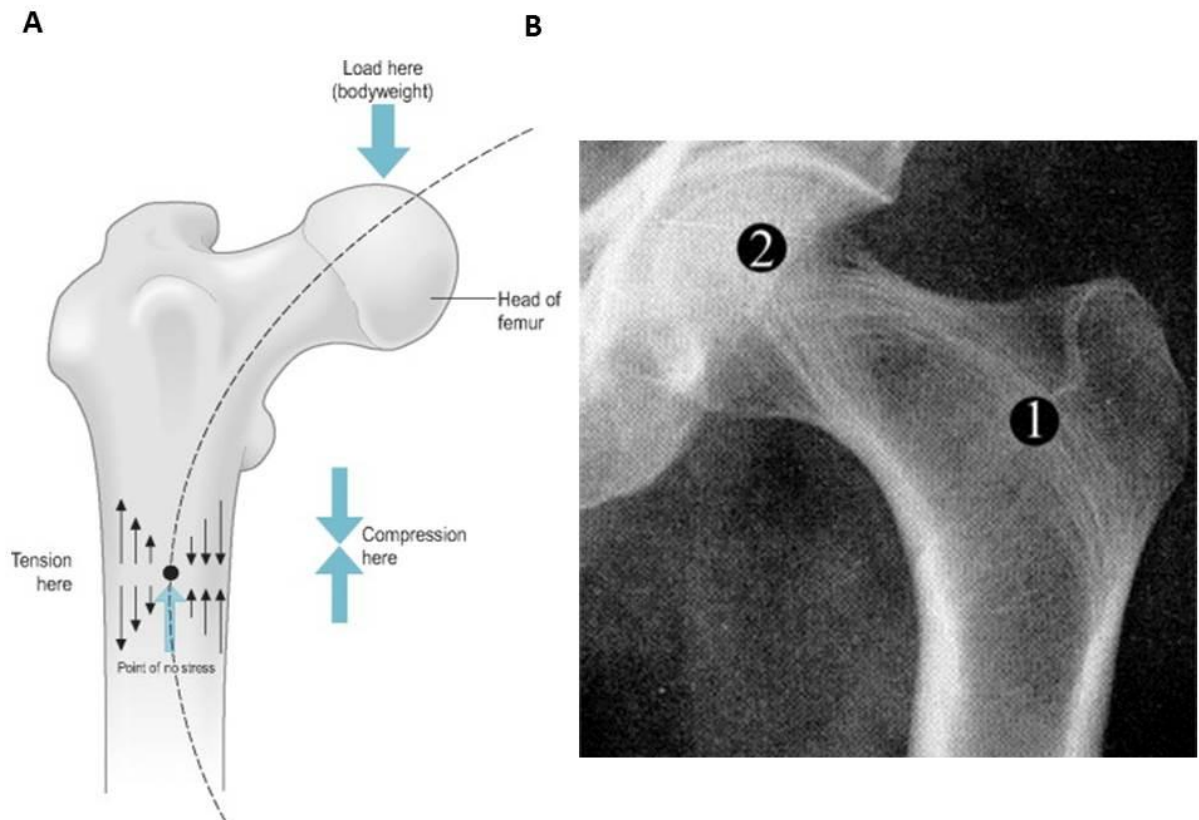 A
B
Load here
(bodyweight)
Head of
femur
Tension
here
Compression
here
Point of no stress
2
1